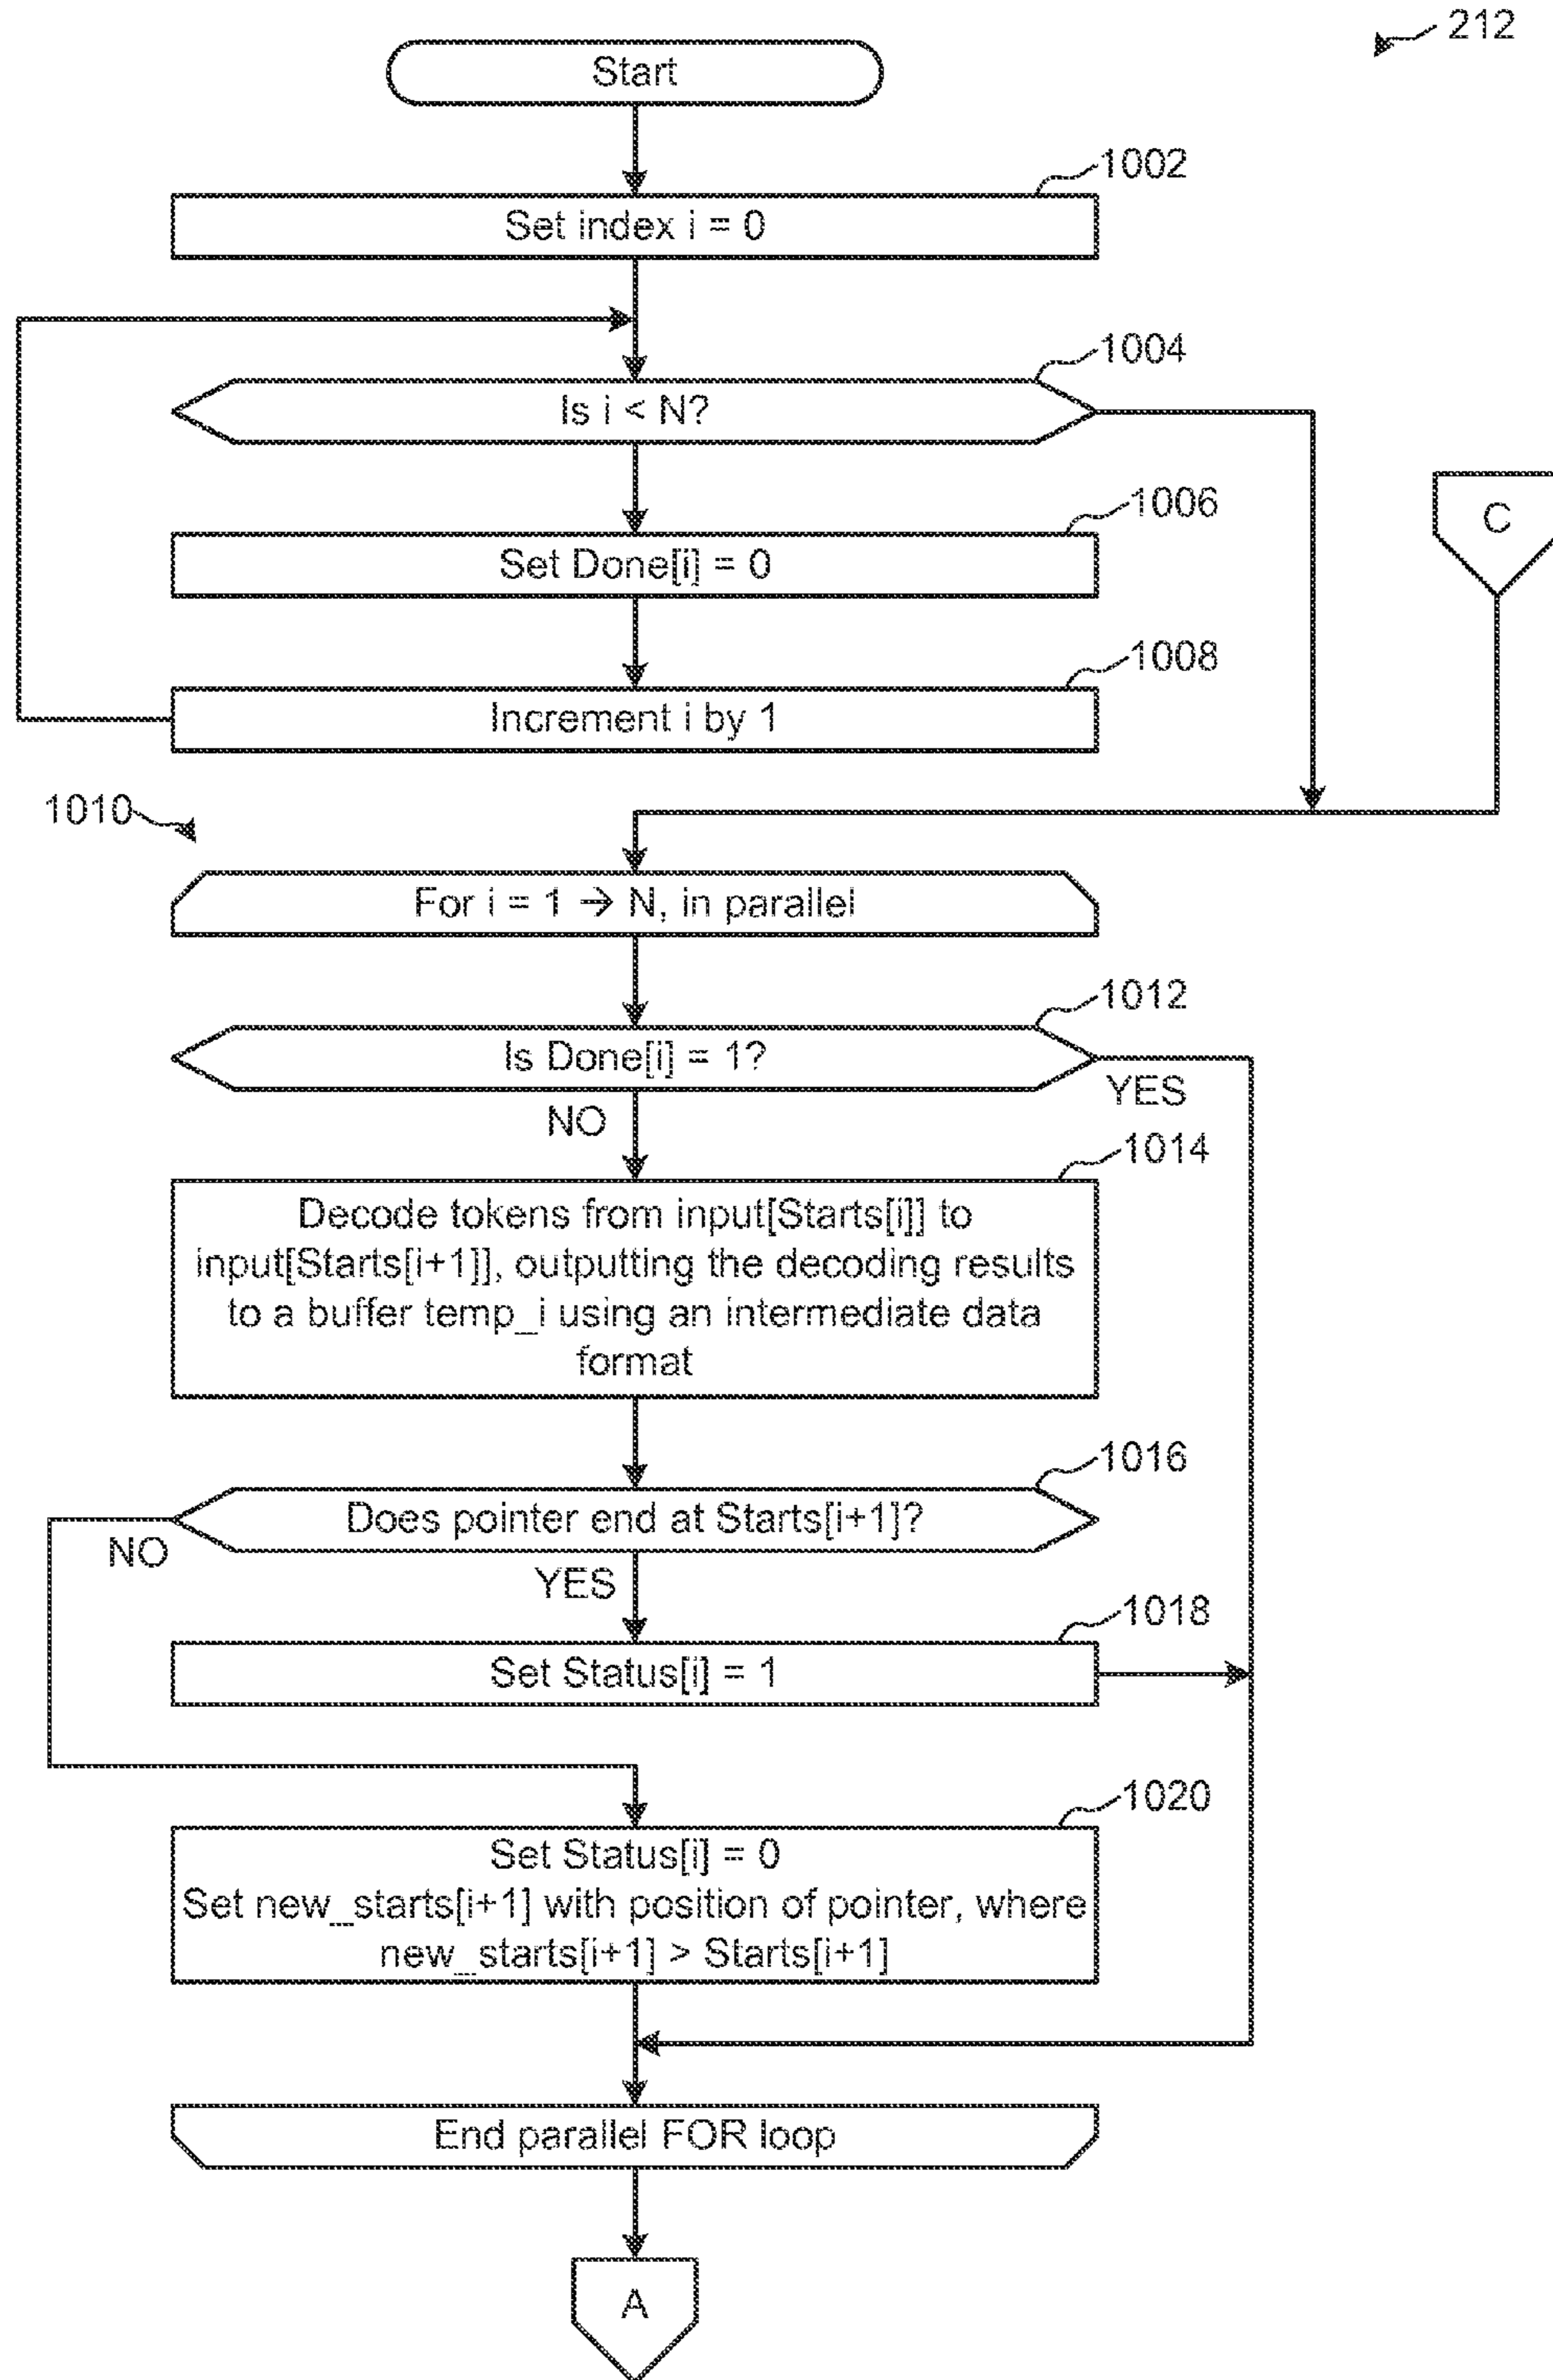 212
Start
1002
Set index i = 0
1004
Is i < N?
1006
Set Done[i] = 0
C
1008
Increment i by 1
1010
For i = 1 → N, in parallel
1012
Is Done[i] = 1?
YES
NO
1014
Decode tokens from input[Starts[i]] to
input[Starts[i+1]], outputting the decoding results
to a buffer temp_i using an intermediate data
format
1016
Does pointer end at Starts[i+1]?
NO
YES
1018
Set Status[i] = 1
1020
Set Status[i] = 0
Set new_starts[i+1] with position of pointer, where
new_starts[i+1] > Starts[i+1]
End parallel FOR loop
A